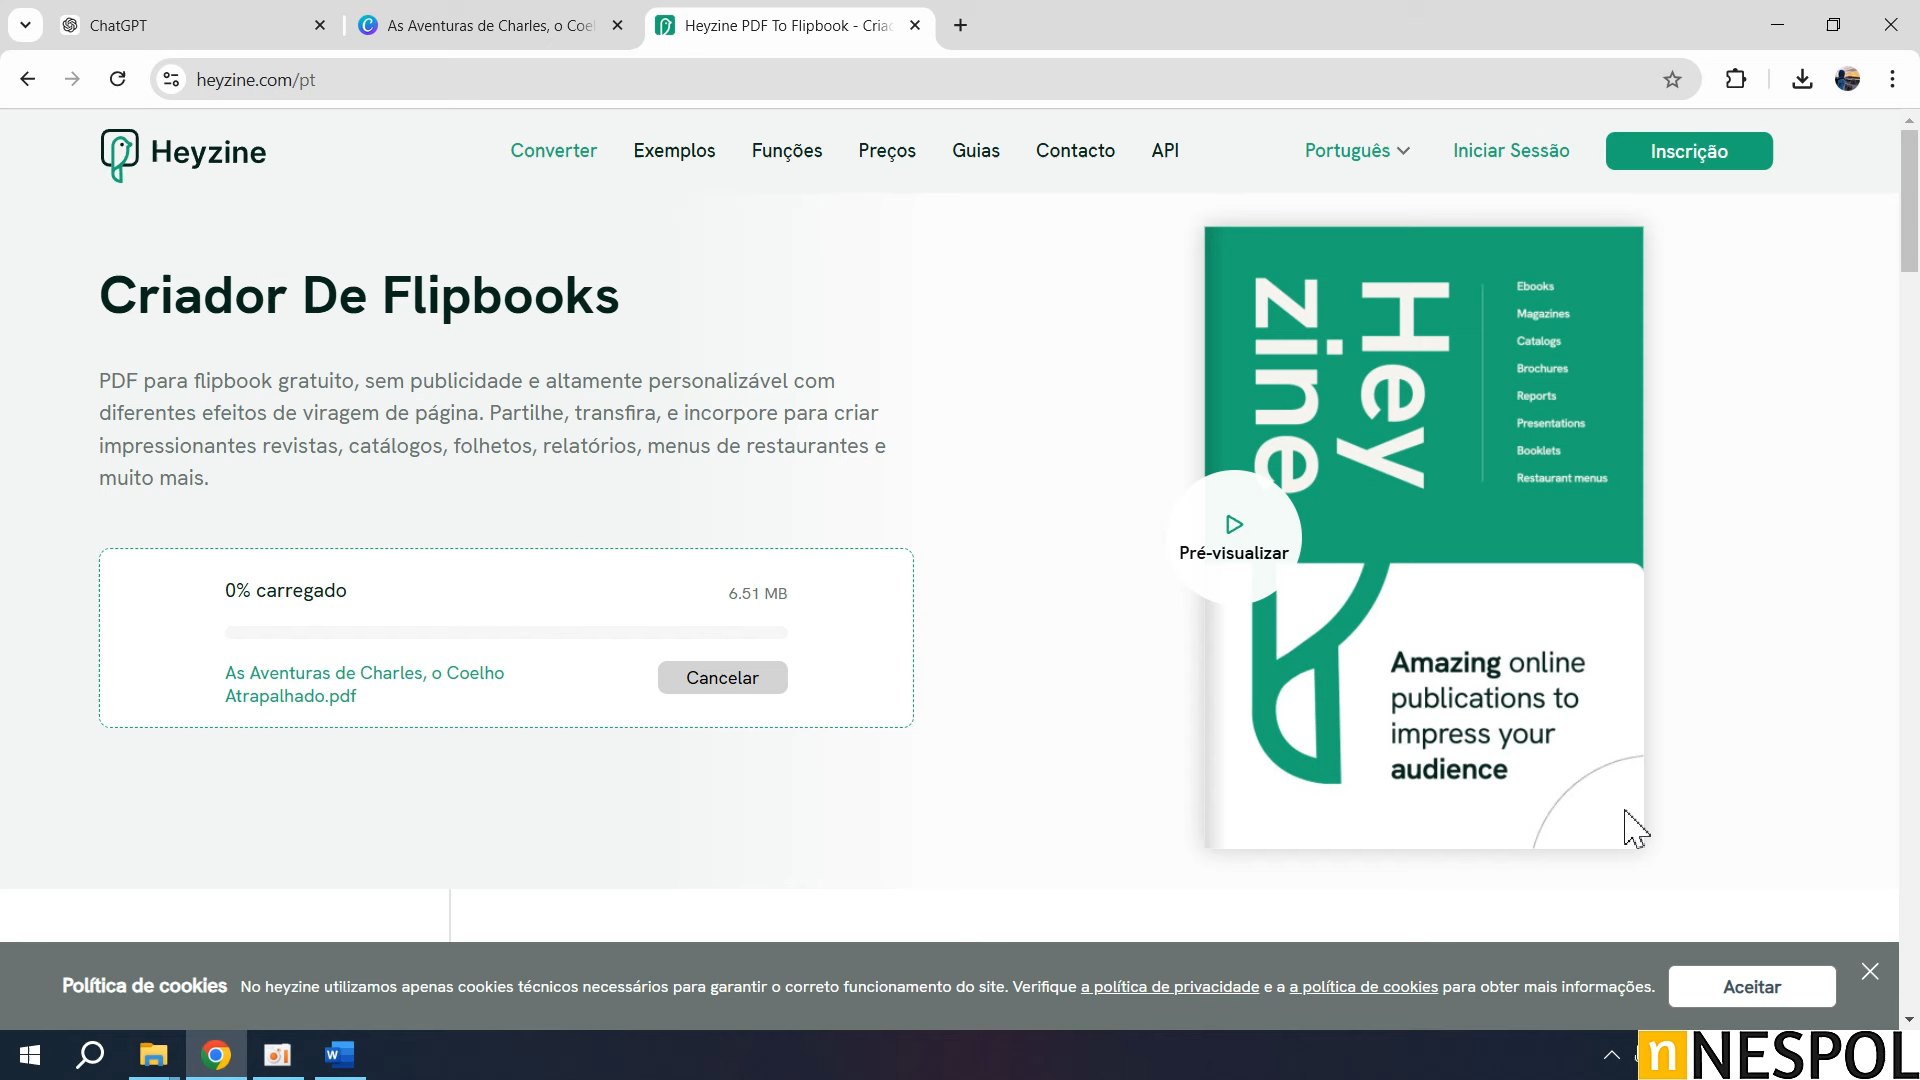 ChatGPT
As Aventuras de Charles, o Coel
Heyzine PDF To Flipbook - Criad
heyzine.com/pt
Heyzine
Converter
Exemplos
Funções
Preços
Guias
Contacto
API
Português
Iniciar Sessão
Inscrição
Criador De Flipbooks
PDF para flipbook gratuito, sem publicidade e altamente personalizável com
diferentes efeitos de viragem de página. Partilhe, transfira, e incorpore para criar
impressionantes revistas, catálogos, folhetos, relatórios, menus de restaurantes e
muito mais.
0% carregado
6.51 MB
As Aventuras de Charles, o Coelho
Atrapalhado.pdf
Cancelar
Hey
zine
Ebooks
Magazines
Catalogs
Brochures
Reports
Presentations
Booklets
Restaurant menus
Pré-visualizar
Amazing online
publications to
impress your
audience
Política de cookies
No heyzine utilizamos apenas cookies técnicos necessários para garantir o correto funcionamento do site. Verifique a política de privacidade e a a política de cookies para obter mais informações.
Aceitar
n NESPOL